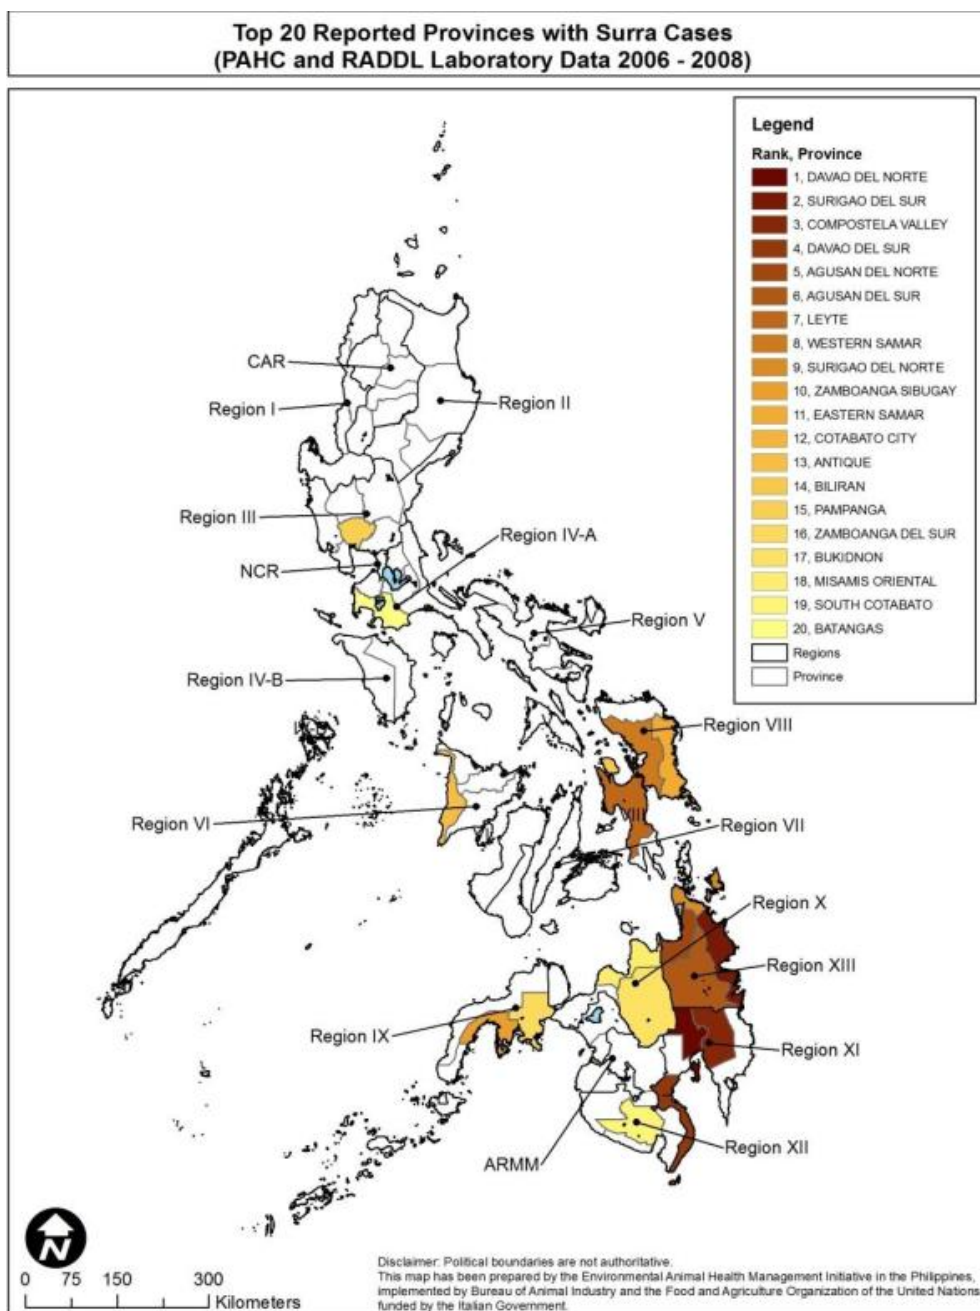 Top 20 Reported Provinces with Surra Cases
(PAHC and RADDL Laboratory Data 2006 - 2008)
Legend
Rank, Province
1, DAVAO DEL NORTE
2, SURIGAO DEL SUR
3, COMPOSTELA VALLEY
4, DAVAO DEL SUR
5, AGUSAN DEL NORTE
6, AGUSAN DEL SUR
7, LEYTE
8, WESTERN SAMAR
9, SURIGAO DEL NORTE
10, ZAMBOANGA SIBUGAY
11, EASTERN SAMAR
12, COTABATO CITY
13, ANTIQUE
14, BILIRAN
15, PAMPANGA
16, ZAMBOANGA DEL SUR
17, BUKIDNON
18, MISAMIS ORIENTAL
19, SOUTH COTABATO
20, BATANGAS
Regions
Province
CAR
Region I
Region II
Region III
Region IV-A
NCR
Region V
Region IV-B
Region VIII
Region VI
VIII
Region VII
Region X
Region XIII
Region IX
Region XI
Region XII
ARMM
N
0 75 150 300
Kilometers
Disclaimer: Political boundaries are not authoritative.
This map has been prepared by the Environmental Animal Health Management Initiative in the Philippines,
implemented by Bureau of Animal Industry and the Food and Agriculture Organization of the United Nation
funded by the Italian Government.